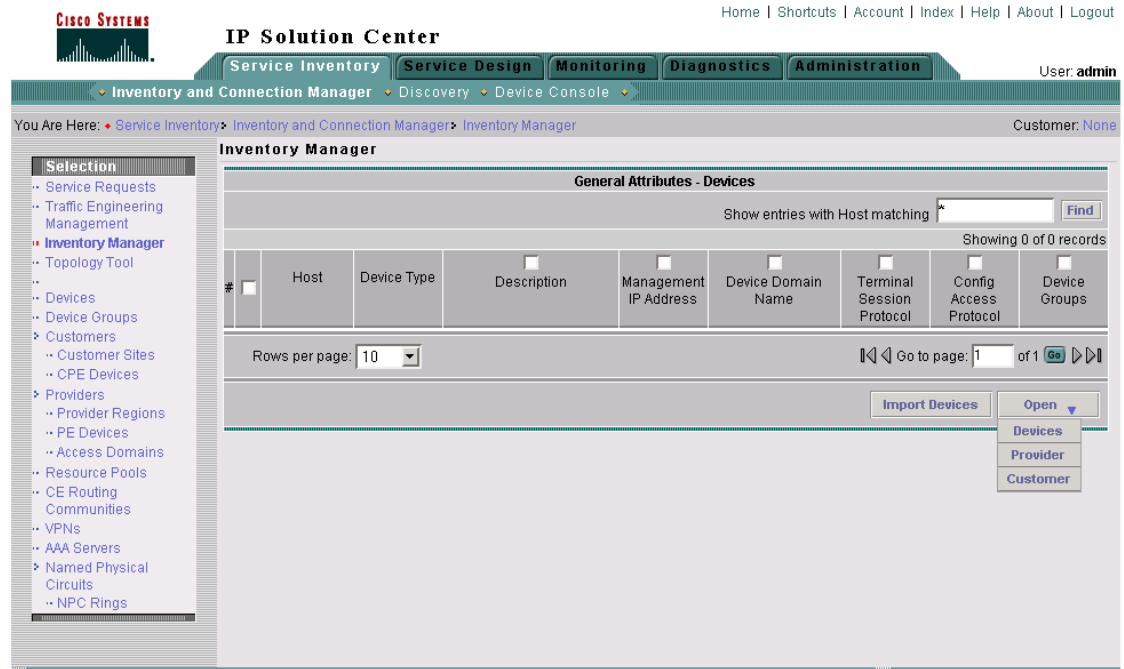 Home | Shortcuts | Account | Index | Help | About | Logout
CISCO SYSTEMS
IP Solution Center
Service Inventory Service Design Monitoring Diagnostics Administration
User: admin
Inventory and Connection Manager Discovery Device Console
You Are Here: Service Inventory Inventory and Connection Manager Inventory Manager
Customer: None
Inventory Manager
Selection
Service Requests
Traffic Engineering
Management
Inventory Manager
Topology Tool
Devices
Device Groups
Customers
Customer Sites
CPE Devices
Providers
Provider Regions
PE Devices
Access Domains
Resource Pools
CE Routing
Communities
VPNs
AAA Servers
Named Physical
Circuits
NPC Rings
General Attributes - Devices
Show entries with Host matching * Find
Showing 0 of 0 records
#
Host
Device Type
Description
Management
IP Address
Device Domain
Name
Terminal
Session
Protocol
Config
Access
Protocol
Device
Groups
Rows per page: 10
Go to page: 1 of 1 Go
Import Devices
Open
Devices
Provider
Customer